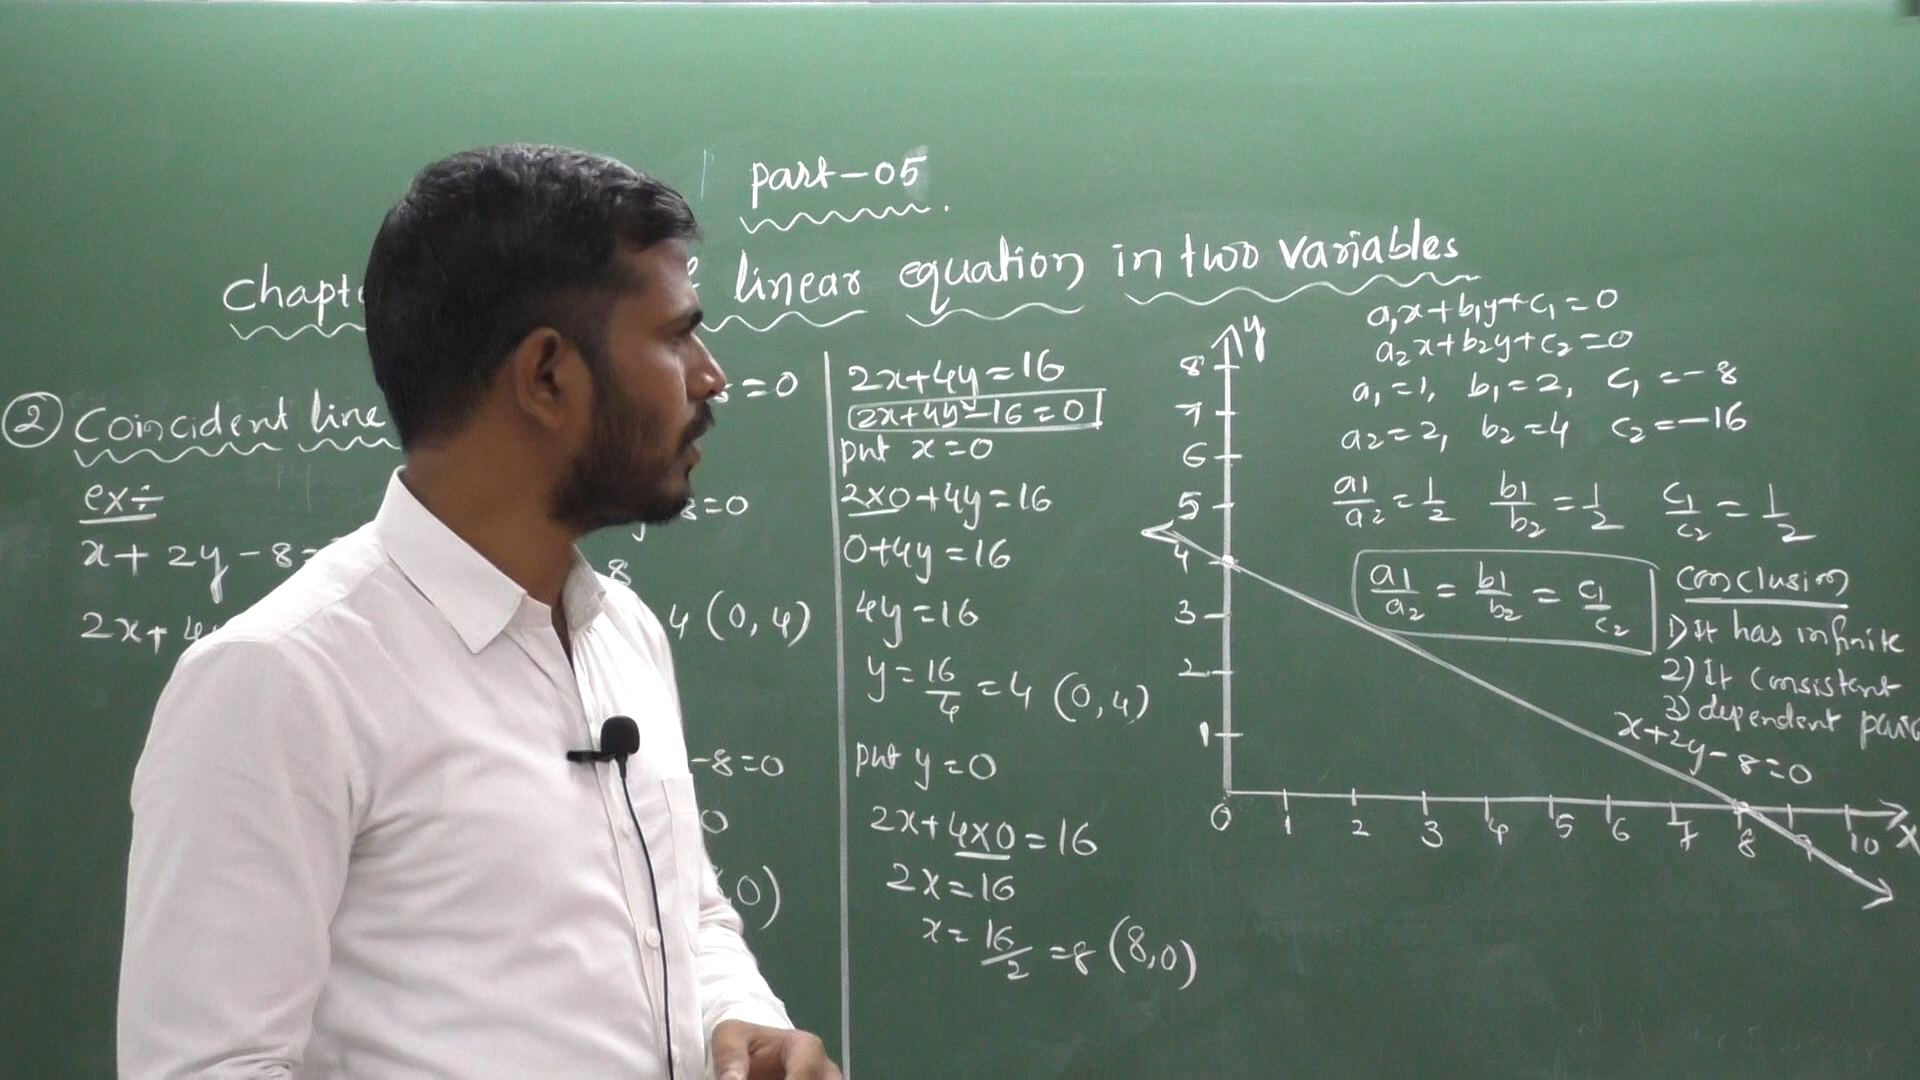 part-05
linear equation in two variables
② Coincident line
ex÷
x+2y-8=
2x+4y
=0
=0
8
4 (0,4)
-8=0
0
,0)
2x+4y=16
2x+4y-16=0
put x=0
2x0+4y=16
0+4y=16
4y=16
y=16/4=4 (0,4)
put y=0
2x+4x0=16
2x=16
x=16/2=8 (8,0)
y
8
7
6
5
4
3
2
1
0 1 2 3 4 5 6 7 8 9 10 X
x+2y-8=0
a₁x+b₁y+c₁=0
a₂x+b₂y+c₂=0
a₁=1, b₁=2, c₁=-8
a₂=2, b₂=4, c₂=-16
a₁/a₂=1/2 b₁/b₂=1/2 c₁/c₂=1/2
a₁/a₂=b₁/b₂=c₁/c₂
conclusion
1) It has infinite
2) It consistent
3) dependent pair